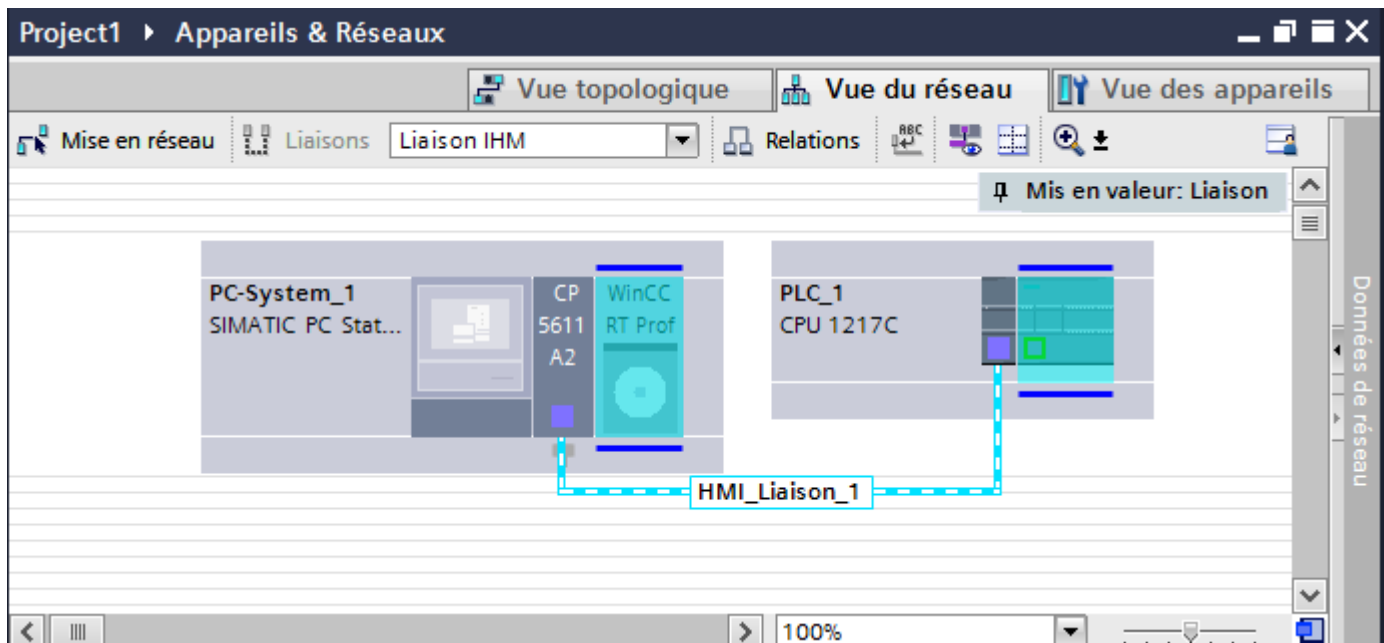 Project1 ▸ Appareils & Réseaux
Vue topologique
Vue du réseau
Vue des appareils
Mise en réseau
Liaisons
Liaison IHM
Relations
ABC
Mis en valeur: Liaison
PC-System_1
SIMATIC PC Stat...
CP
5611
A2
WinCC
RT Prof
PLC_1
CPU 1217C
HMI_Liaison_1
Données de réseau
100%